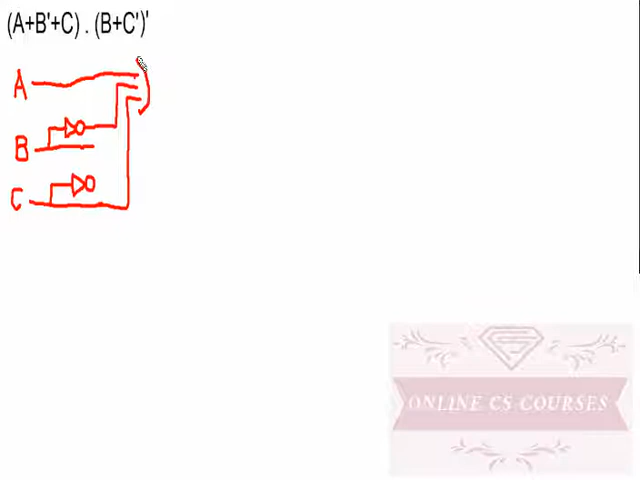 (A+B'+C) . (B+C')'
A
B
C
ONLINE CS COURSES